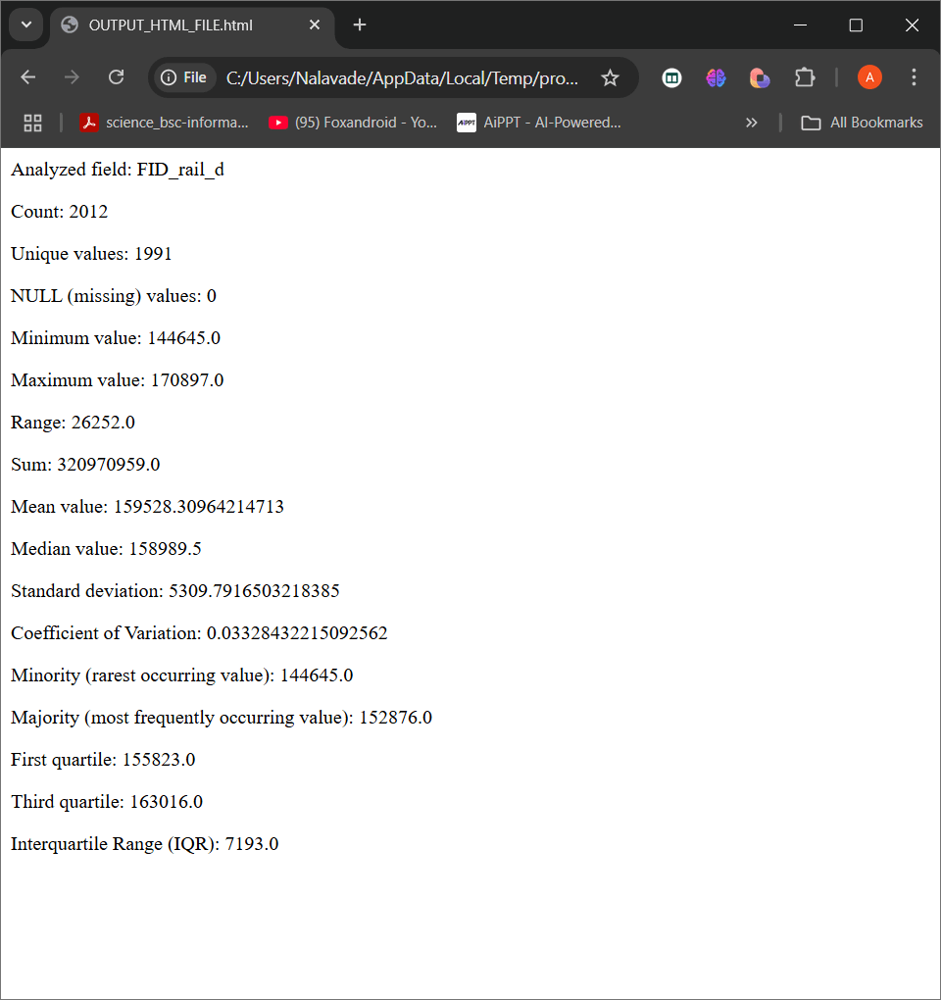 OUTPUT_HTML_FILE.html
File C:/Users/Nalavade/AppData/Local/Temp/pro... A
science_bsc-informa... (95) Foxandroid - Yo... AiPPT AiPPT - AI-Powered... » All Bookmarks
Analyzed field: FID_rail_d
Count: 2012
Unique values: 1991
NULL (missing) values: 0
Minimum value: 144645.0
Maximum value: 170897.0
Range: 26252.0
Sum: 320970959.0
Mean value: 159528.30964214713
Median value: 158989.5
Standard deviation: 5309.7916503218385
Coefficient of Variation: 0.03328432215092562
Minority (rarest occurring value): 144645.0
Majority (most frequently occurring value): 152876.0
First quartile: 155823.0
Third quartile: 163016.0
Interquartile Range (IQR): 7193.0